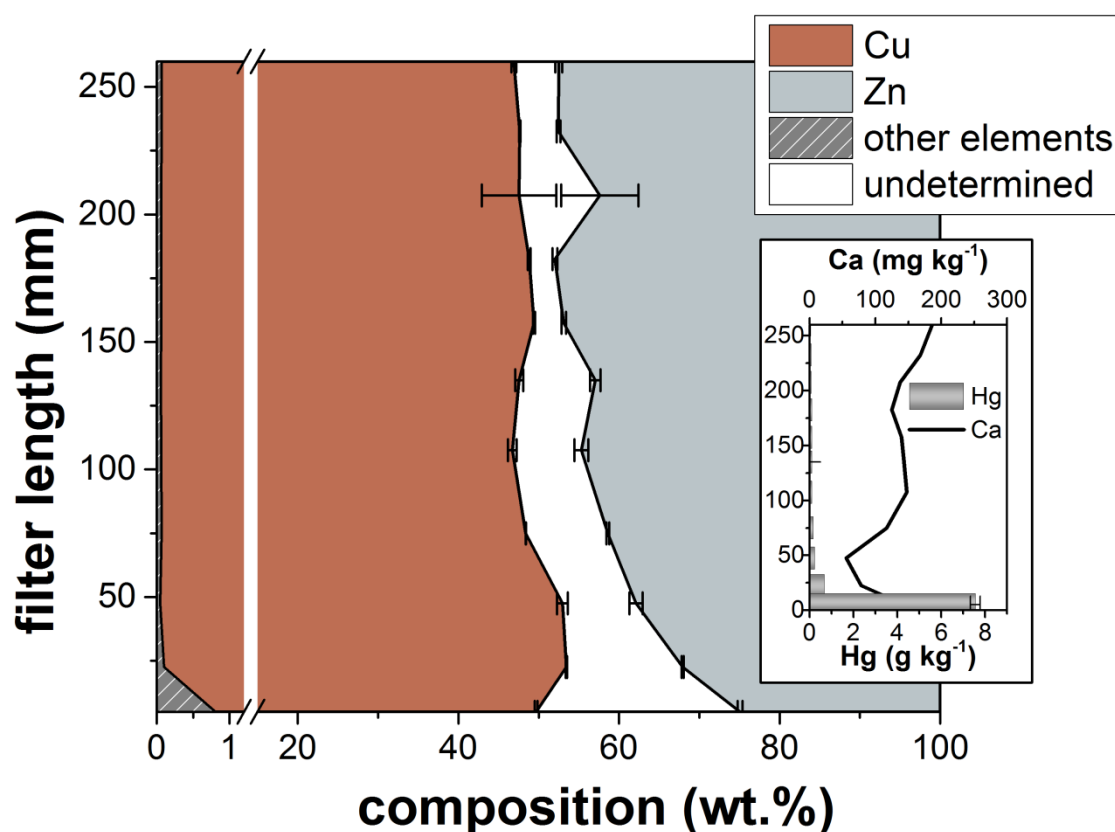 Cu
Zn
other elements
undetermined
filter length (mm)
250
200
150
100
50
0 1 20 40 60 80 100
composition (wt.%)
Ca (mg kg⁻¹)
0 100 200 300
250
200
150
100
50
0
Hg
Ca
0 2 4 6 8
Hg (g kg⁻¹)